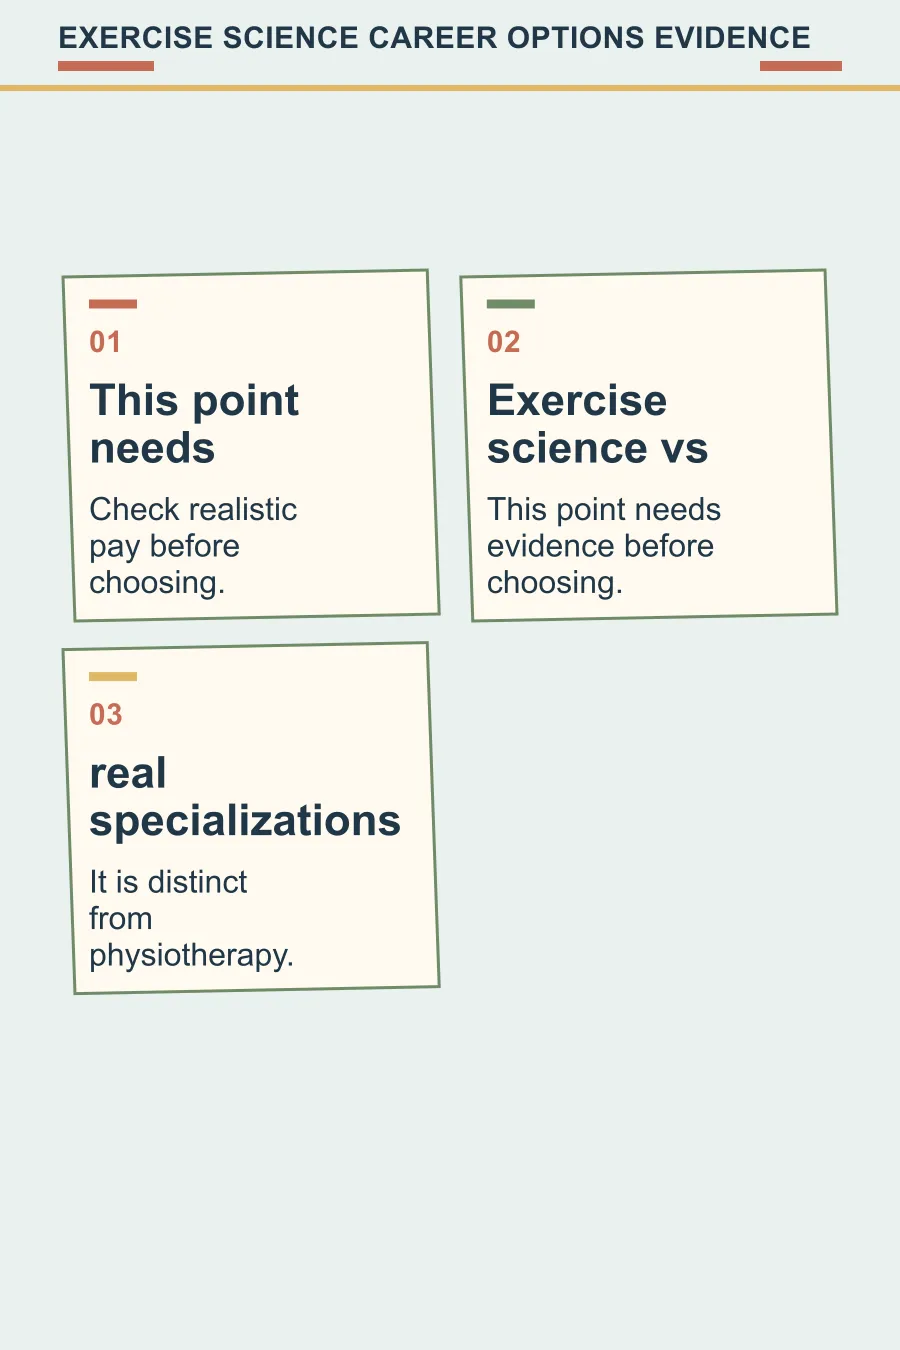 EXERCISE SCIENCE CAREER OPTIONS EVIDENCE
01
This point
needs
Check realistic
pay before
choosing.
02
Exercise
science vs
This point needs
evidence before
choosing.
03
real
specializations
It is distinct
from
physiotherapy.